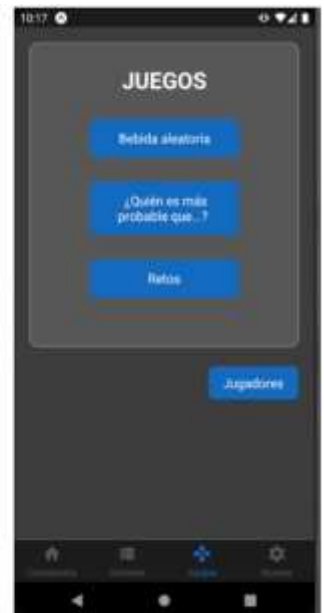 10:17
JUEGOS
Bebida aleatoria
¿Quién es más
probable que...?
Retos
Jugadores